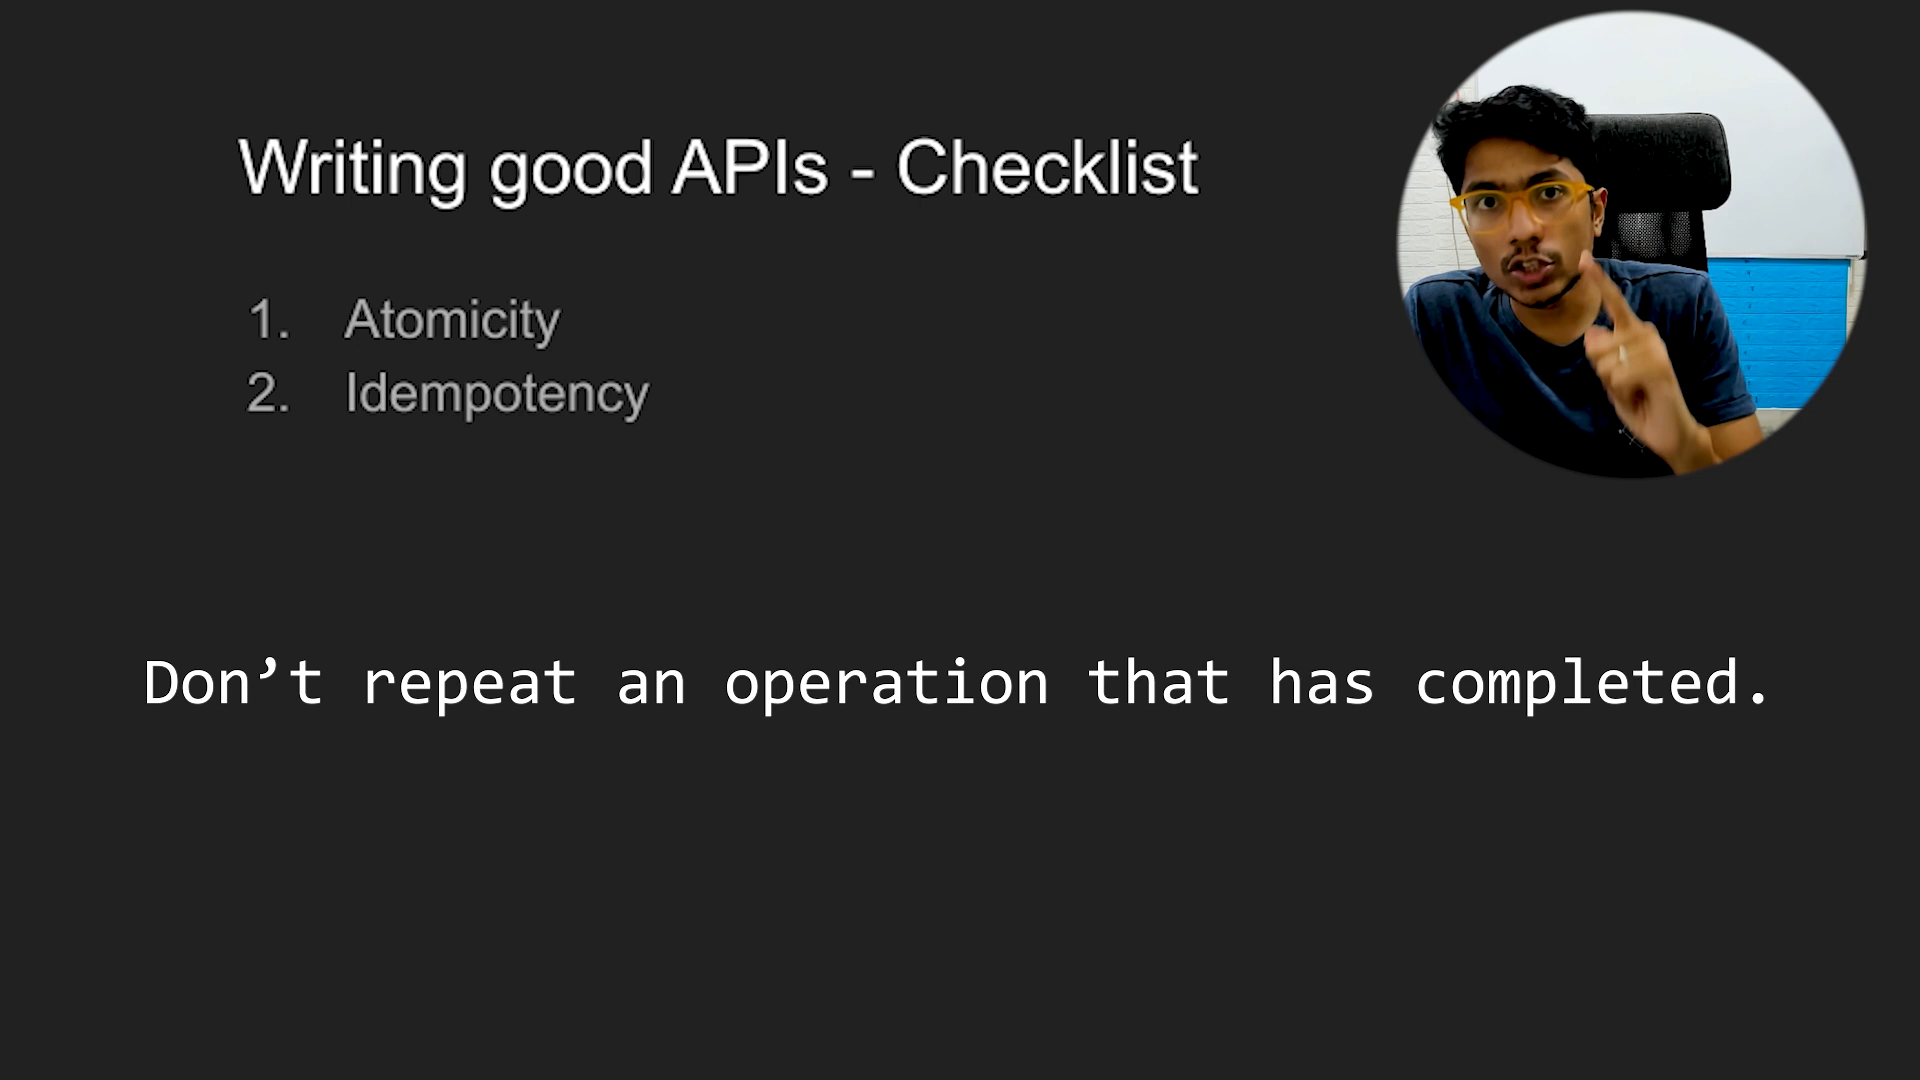 Writing good APIs - Checklist
1. Atomicity
2. Idempotency
Don’t repeat an operation that has completed.